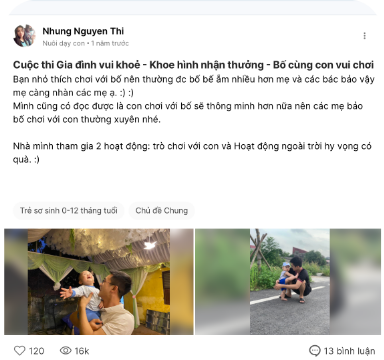 Nhung Nguyen Thi
Nuôi dạy con • 1 năm trước
Cuộc thi Gia đình vui khoẻ - Khoe hình nhận thưởng - Bố cùng con vui chơi
Bạn nhỏ thích chơi với bố nên thường đc bố bế ẵm nhiều hơn mẹ và các bác bảo vậy
mẹ càng nhàn các mẹ ạ. :) :)
Mình cũng có đọc được là con chơi với bố sẽ thông minh hơn nữa nên các mẹ bảo
bố chơi với con thường xuyên nhé.
Nhà mình tham gia 2 hoạt động: trò chơi với con và Hoạt động ngoài trời hy vọng có
quà. :)
Trẻ sơ sinh 0-12 tháng tuổi
Chủ đề Chung
120
16k
13 bình luận